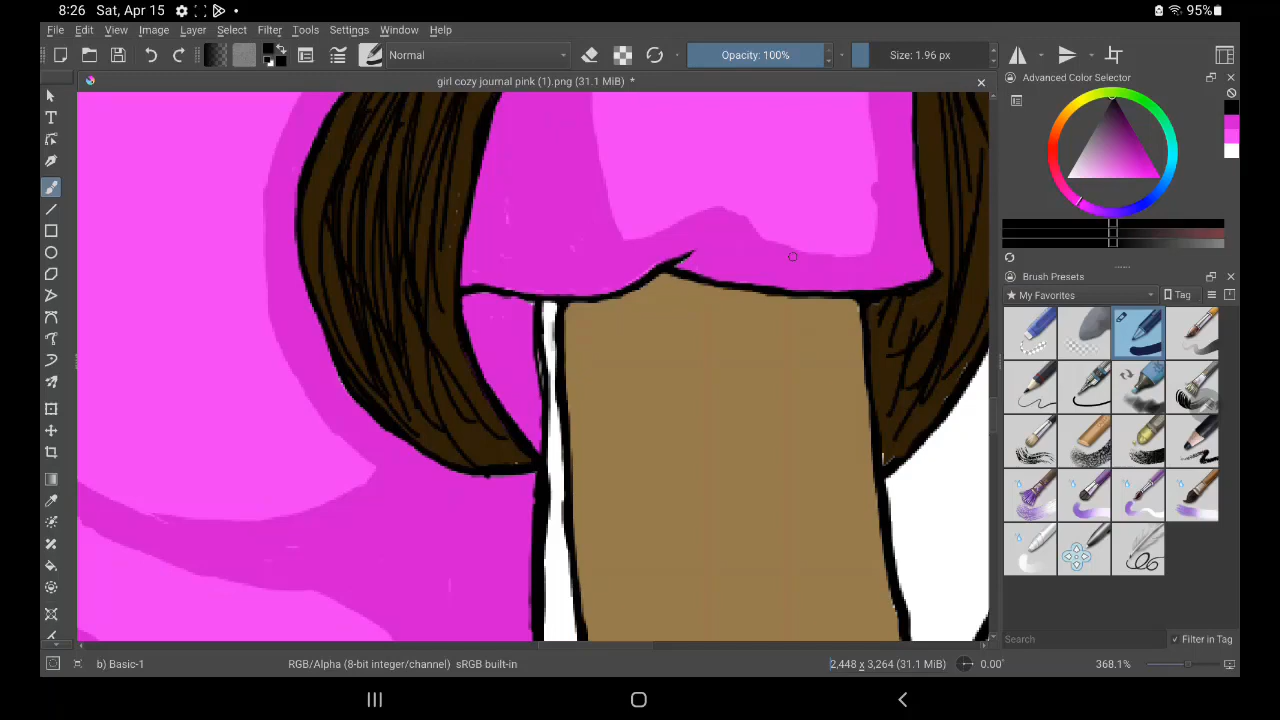 8:26 Sat, Apr 15 95%
File Edit View Image Layer Select Filter Tools Settings Window Help
Normal Opacity: 100% Size: 1.96 px
girl cozy journal pink (1).png (31.1 MiB) *
Advanced Color Selector
Brush Presets
My Favorites Tag
Search Filter in Tag
b) Basic-1 RGB/Alpha (8-bit integer/channel) sRGB built-in 2,448 x 3,264 (31.1 MiB) 0.00° 368.1%